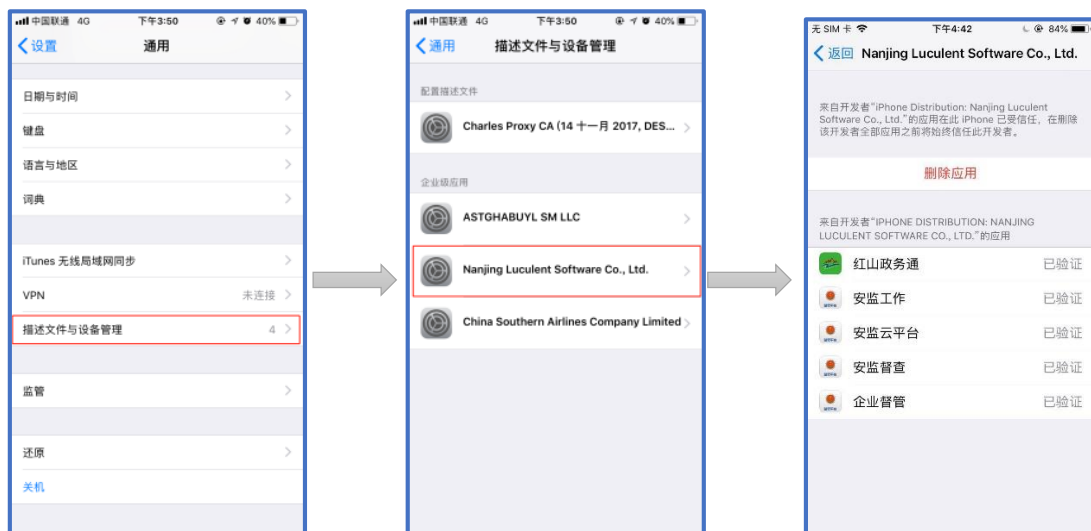 中国联通 4G 下午3:50 40%
设置 通用
日期与时间
键盘
语言与地区
词典
iTunes 无线局域网同步
VPN 未连接
描述文件与设备管理 4
监管
还原
关机
中国联通 4G 下午3:50 40%
通用 描述文件与设备管理
配置描述文件
Charles Proxy CA (14 十一月 2017, DES...
企业级应用
ASTGHABUYL SM LLC
Nanjing Luculent Software Co., Ltd.
China Southern Airlines Company Limited
无 SIM 卡 下午4:42 84%
返回 Nanjing Luculent Software Co., Ltd.
来自开发者“iPhone Distribution: Nanjing Luculent
Software Co., Ltd.”的应用在此 iPhone 已受信任，在删除
该开发者全部应用之前将始终信任此开发者。
删除应用
来自开发者“IPHONE DISTRIBUTION: NANJING
LUCULENT SOFTWARE CO., LTD.”的应用
红山政务通 已验证
安监工作 已验证
安监云平台 已验证
安监督查 已验证
企业督管 已验证